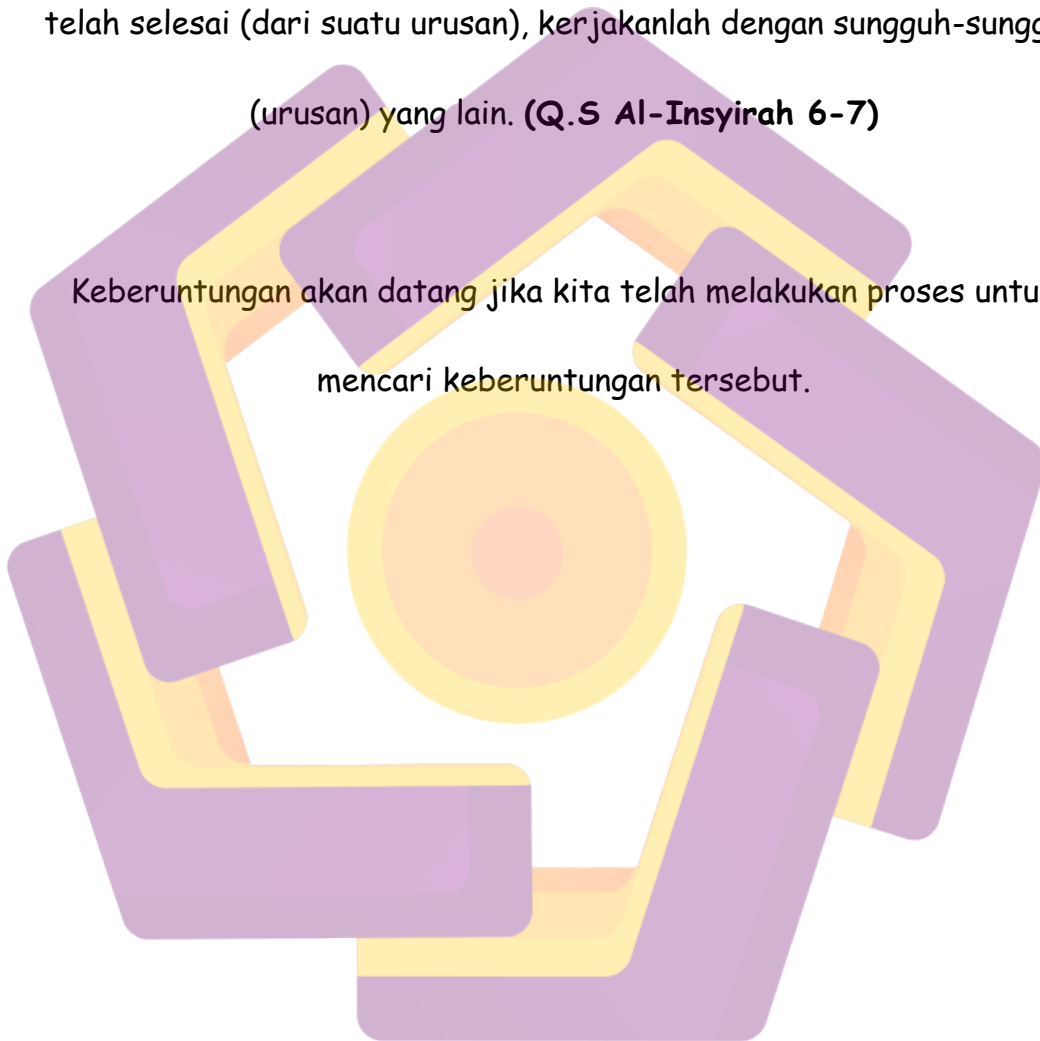 telah selesai (dari suatu urusan), kerjakanlah dengan sungguh-sungg
(urusan) yang lain. (Q.S Al-Insyirah 6-7)
Keberuntungan akan datang jika kita telah melakukan proses untu
mencari keberuntungan tersebut.